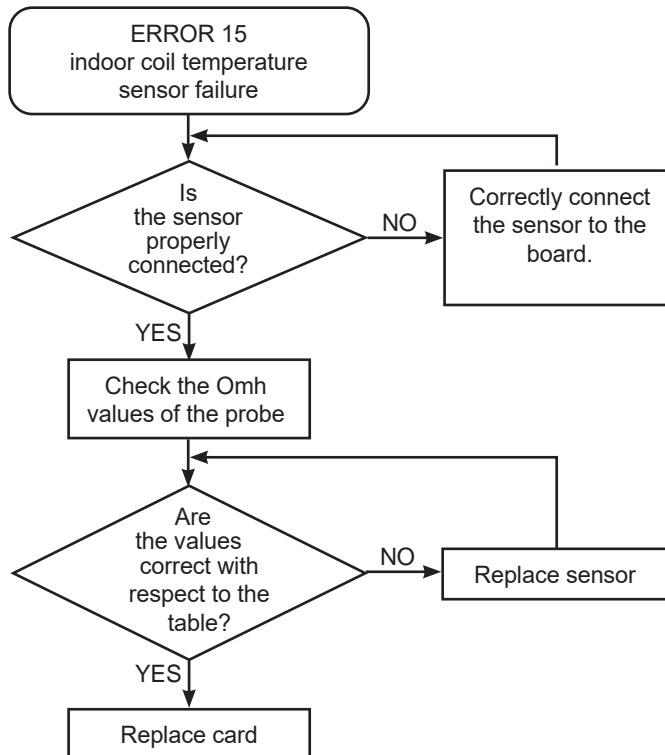 ERROR 15
indoor coil temperature
sensor failure
Is
the sensor
properly
connected?
NO
Correctly connect
the sensor to the
board.
YES
Check the Omh
values of the probe
Are
the values
correct with
respect to the
table?
NO
Replace sensor
YES
Replace card